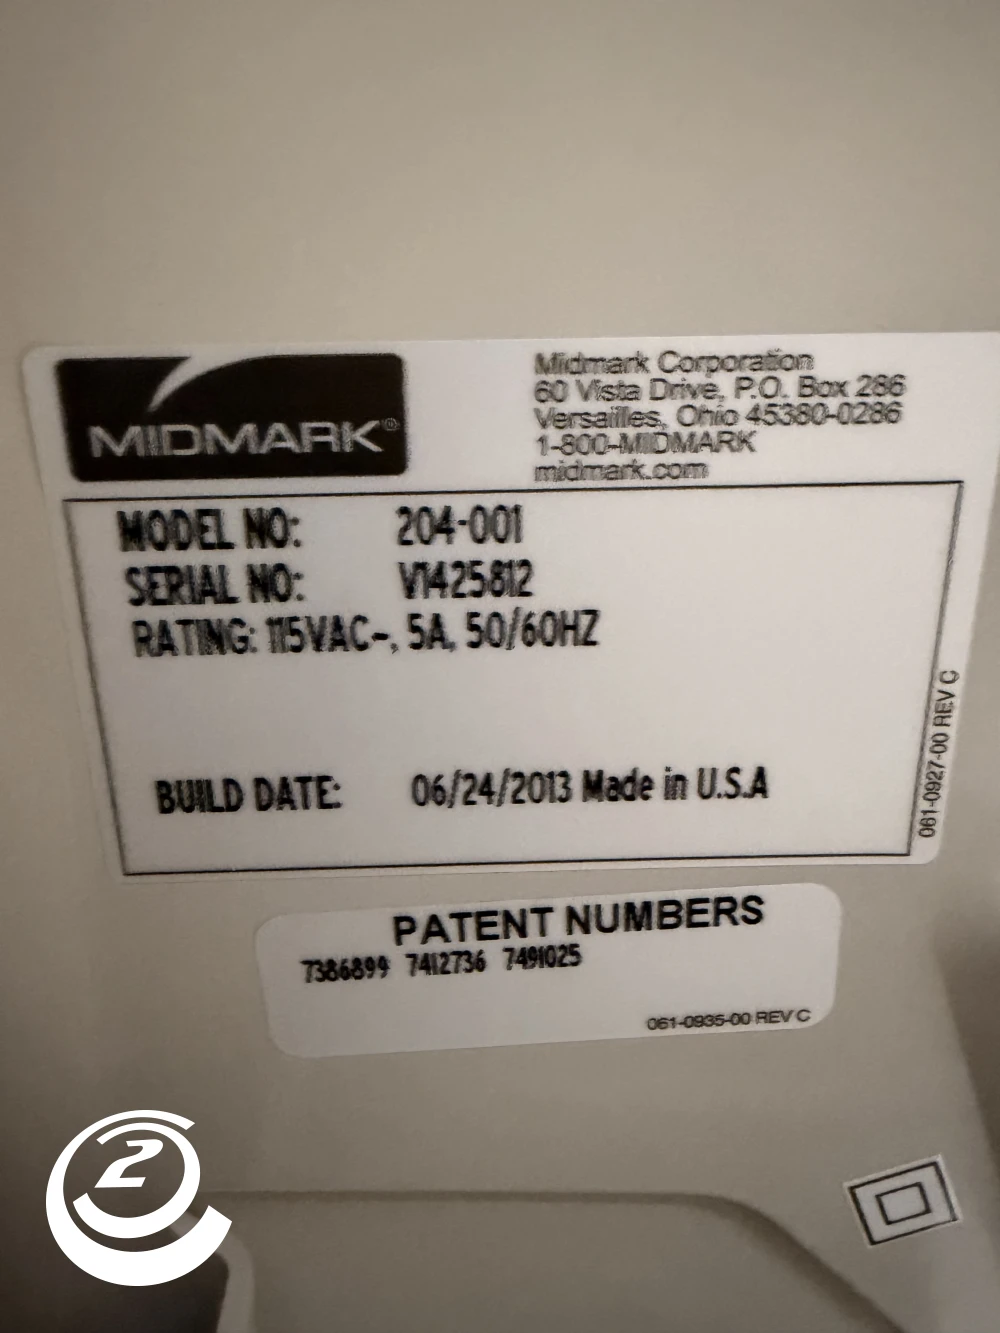 MIDMARK®
Midmark Corporation
60 Vista Drive, P.O. Box 286
Versailles, Ohio 45380-0286
1-800-MIDMARK
midmark.com
MODEL NO: 204-001
SERIAL NO: V1425812
RATING: 115VAC~, 5A, 50/60HZ
BUILD DATE: 06/24/2013 Made in U.S.A
061-0927-00 REV C
PATENT NUMBERS
7386899 7412736 7491025
061-0935-00 REV C
2